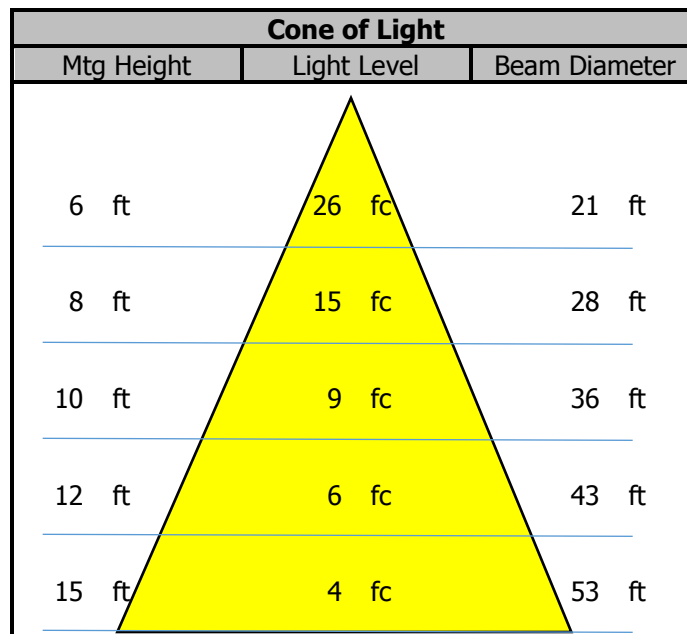 Cone of Light
Mtg Height Light Level Beam Diameter
6 ft 26 fc 21 ft
8 ft 15 fc 28 ft
10 ft 9 fc 36 ft
12 ft 6 fc 43 ft
15 ft 4 fc 53 ft